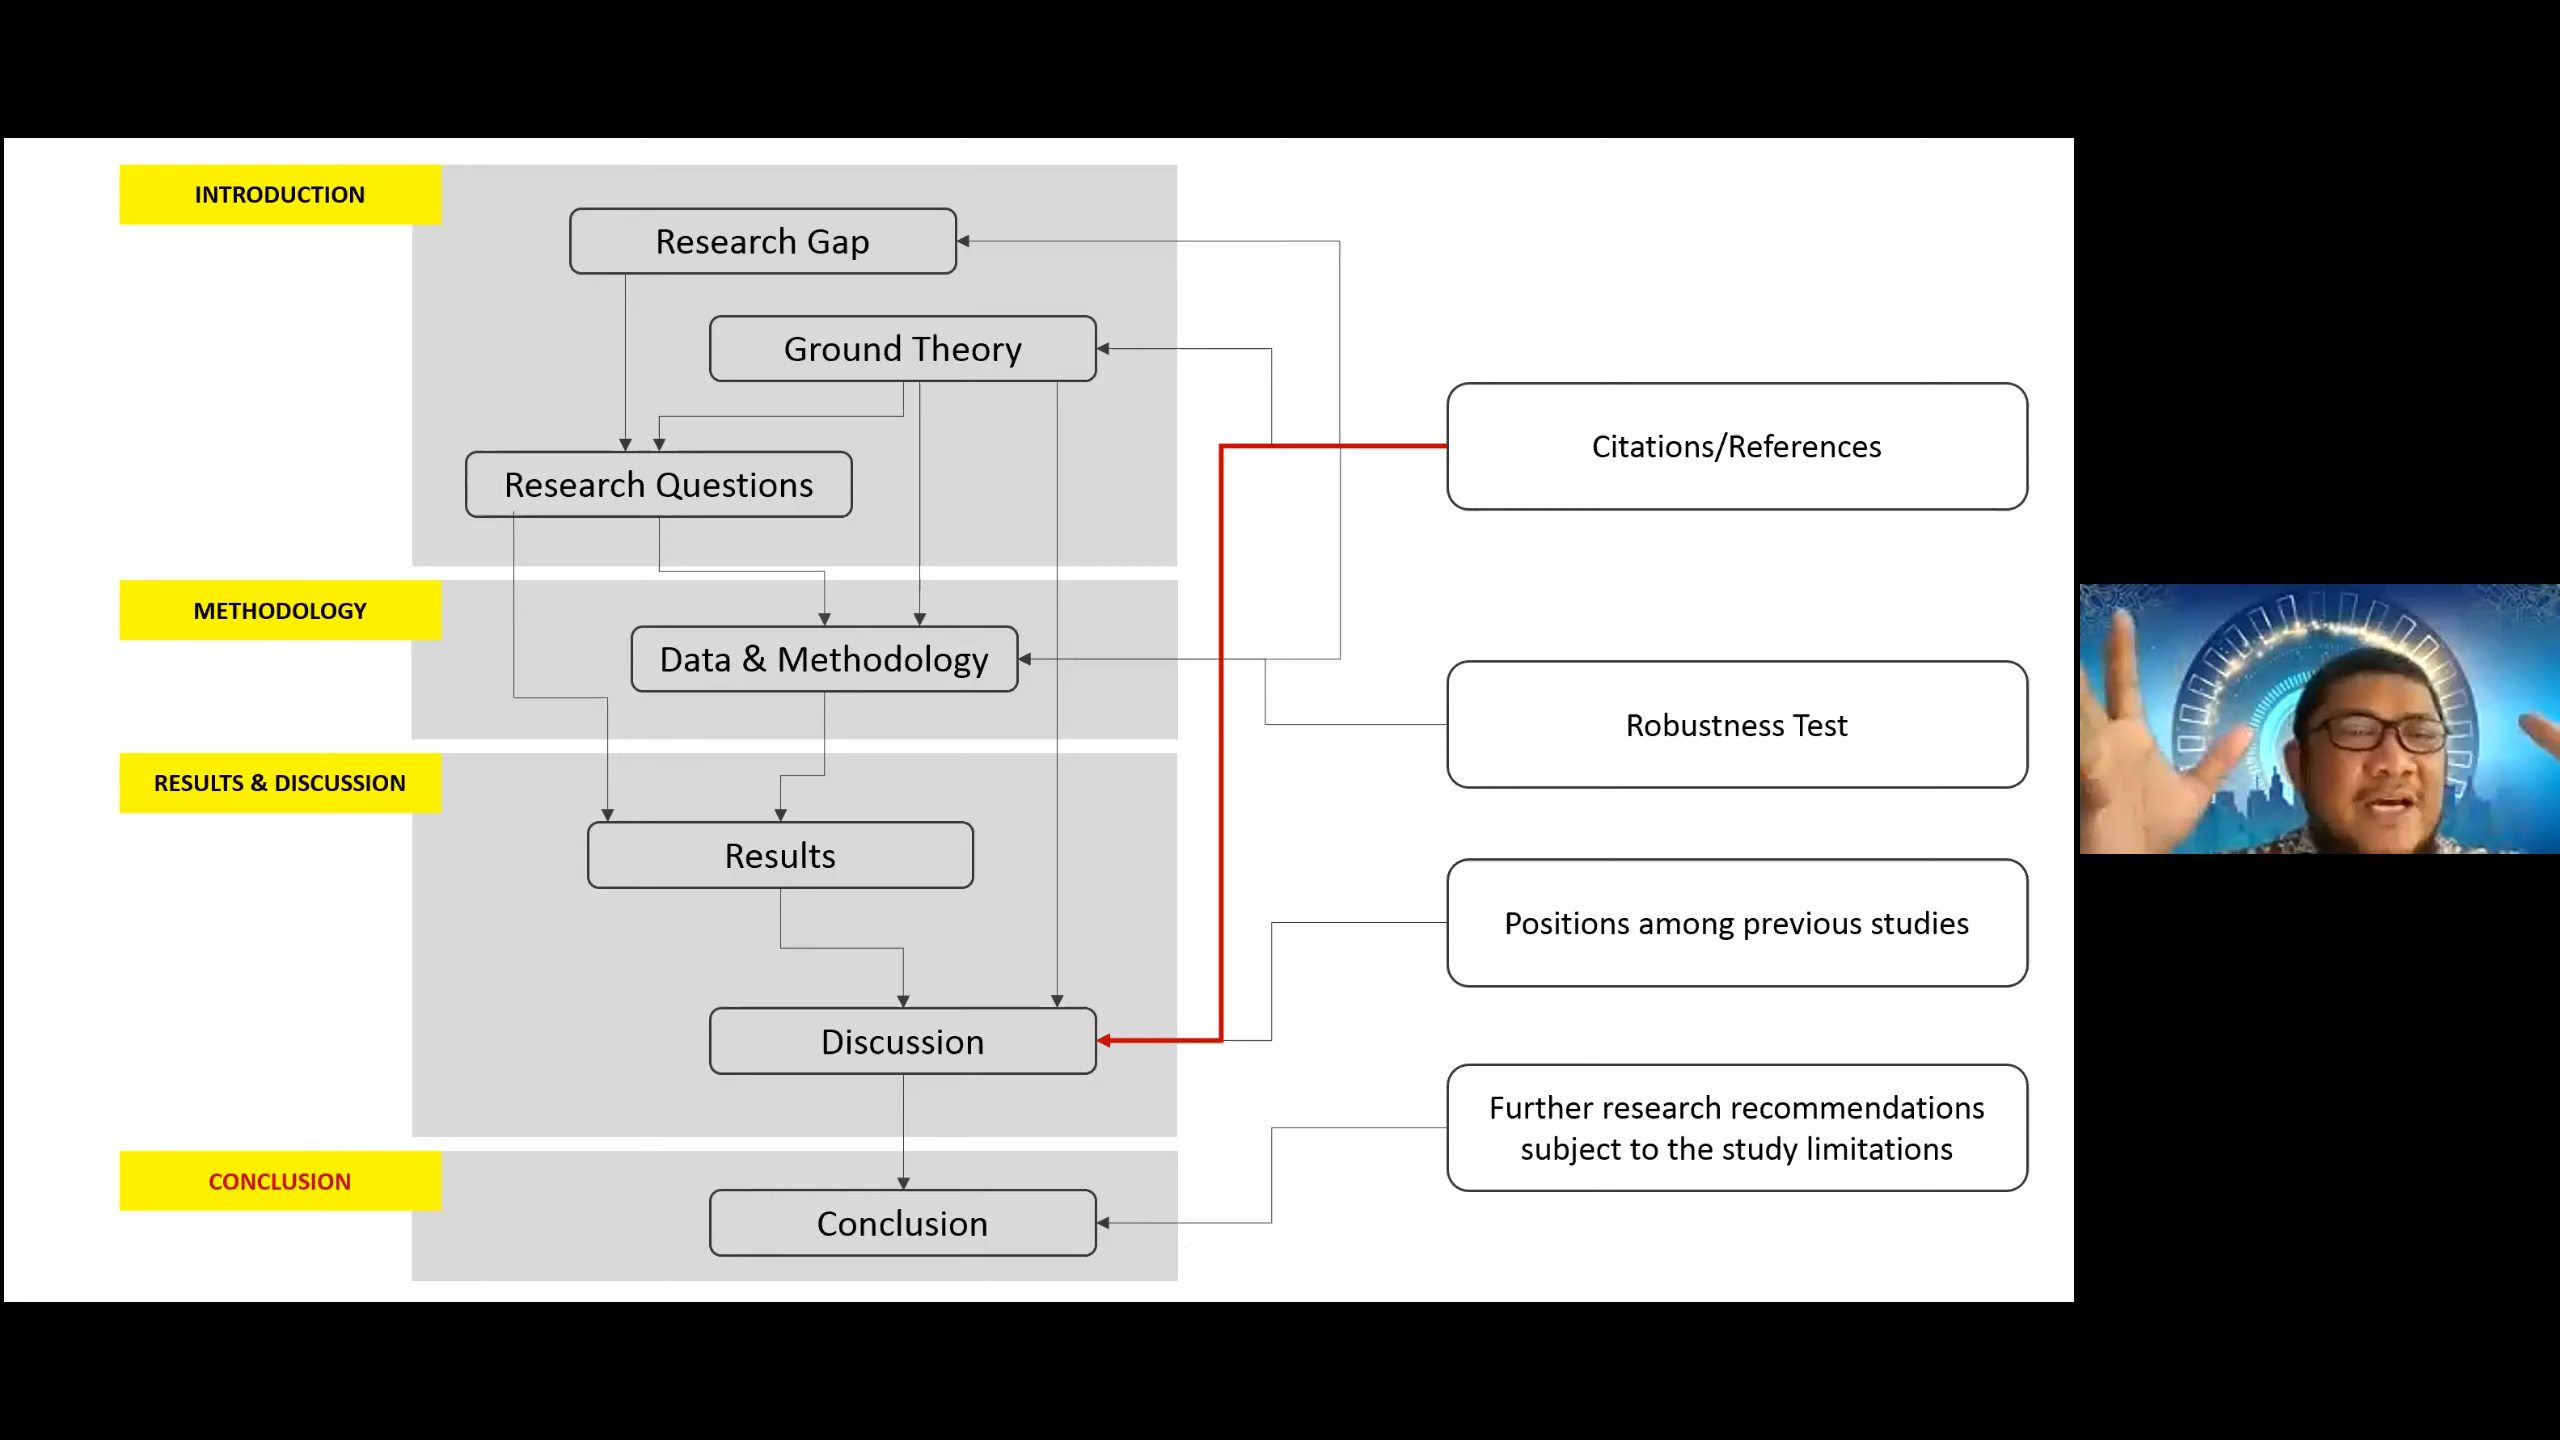 INTRODUCTION
Research Gap
Ground Theory
Research Questions
Citations/References
METHODOLOGY
Data & Methodology
Robustness Test
RESULTS & DISCUSSION
Results
Positions among previous studies
Discussion
Further research recommendations
subject to the study limitations
CONCLUSION
Conclusion